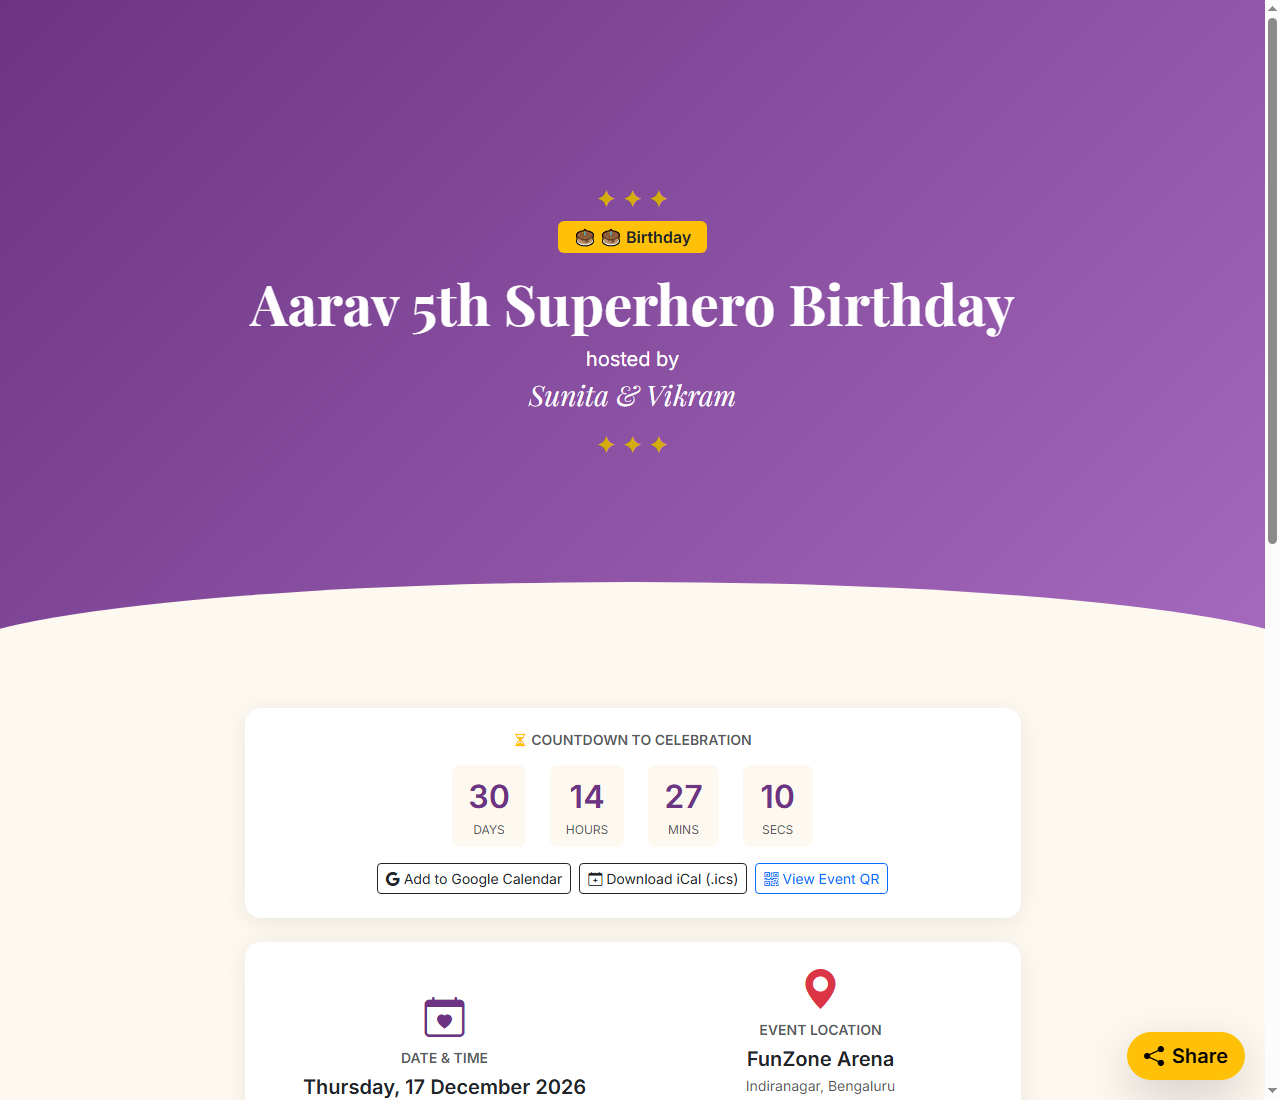 Birthday
Aarav 5th Superhero Birthday
hosted by
Sunita & Vikram
COUNTDOWN TO CELEBRATION
30 14 27 10
DAYS HOURS MINS SECS
Add to Google Calendar Download iCal (.ics) View Event QR
DATE & TIME
Thursday, 17 December 2026
EVENT LOCATION
FunZone Arena
Indiranagar, Bengaluru
Share